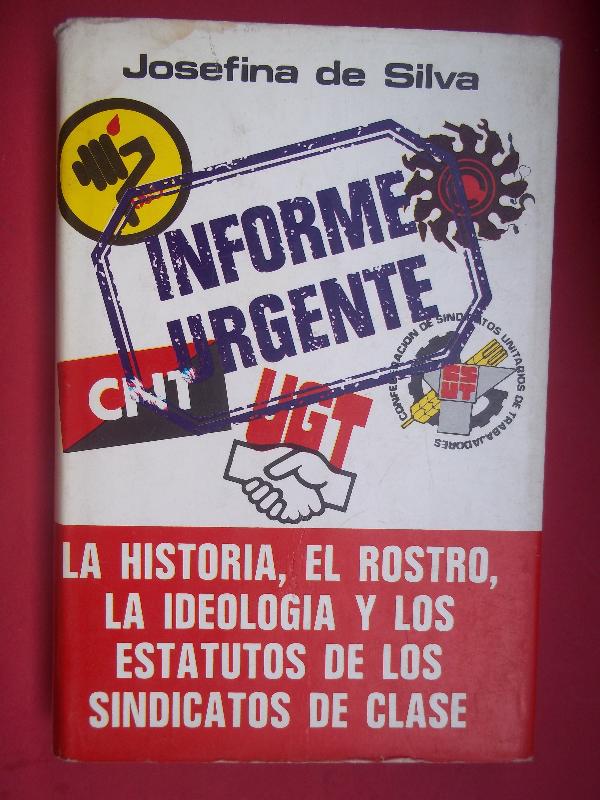 Josefina de Silva
INFORME
URGENTE
CNT
UGT
CONFEDERACION DE SINDICATOS UNITARIOS DE TRABAJADORES
CSUT
LA HISTORIA, EL ROSTRO,
LA IDEOLOGIA Y LOS
ESTATUTOS DE LOS
SINDICATOS DE CLASE